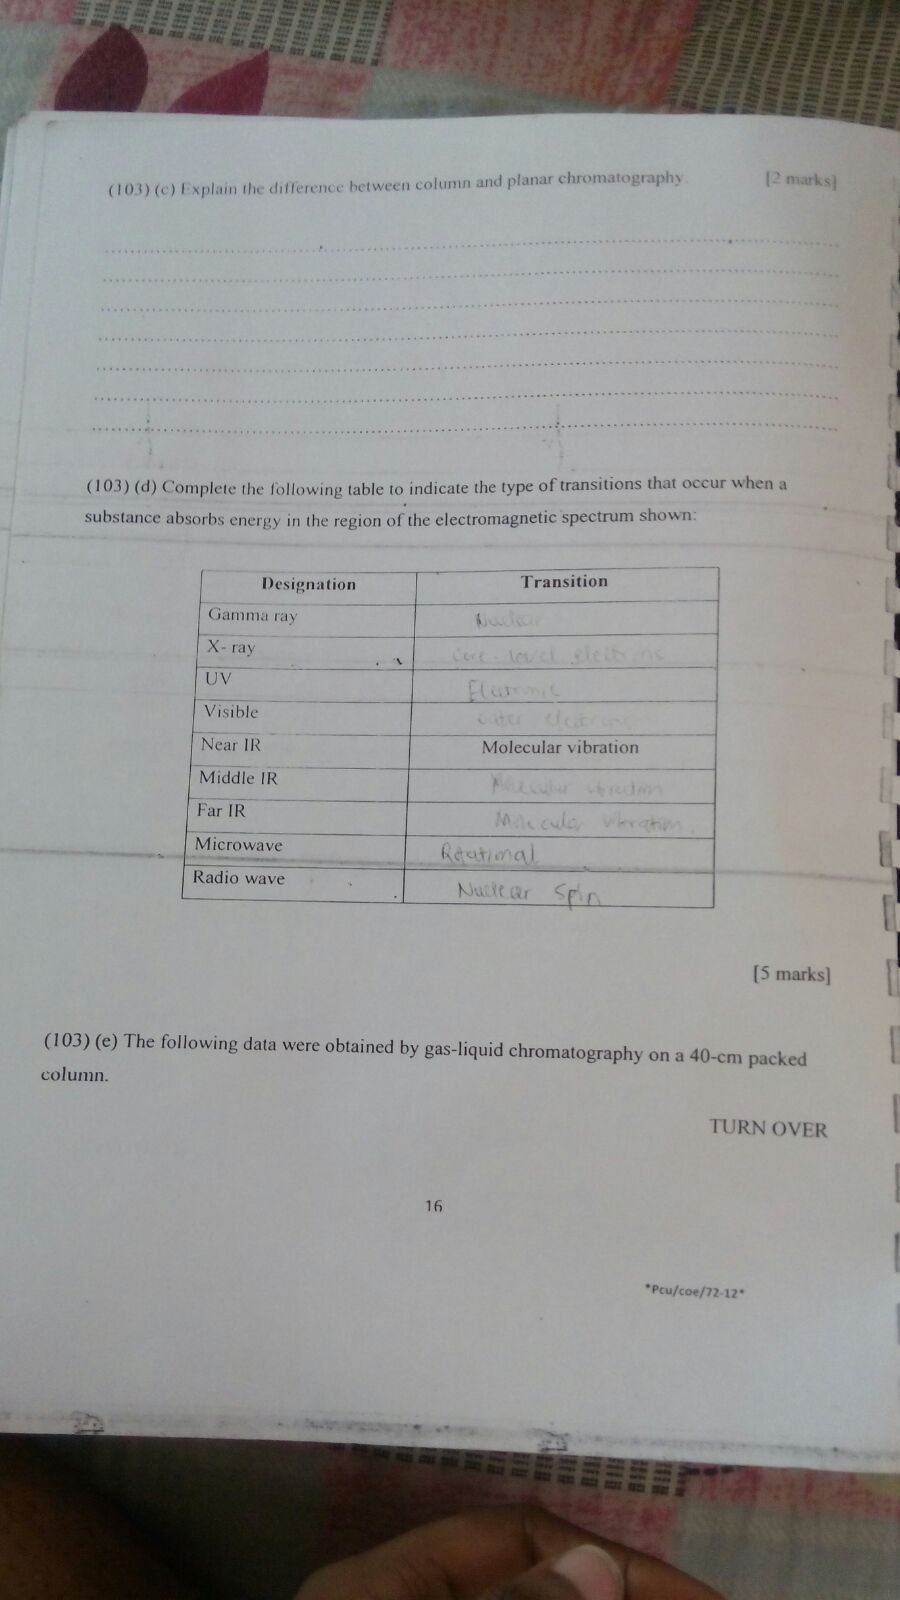 (103) (c) Explain the difference between column and planar chromatography. [2 marks]
(103) (d) Complete the following table to indicate the type of transitions that occur when a
substance absorbs energy in the region of the electromagnetic spectrum shown:
Designation Transition
Gamma ray Nuclear
X- ray Core-level electrons
UV Electronic
Visible outer electrons
Near IR Molecular vibration
Middle IR Molecular vibration
Far IR Molecular vibration.
Microwave Rotational
Radio wave Nuclear Spin
[5 marks]
(103) (e) The following data were obtained by gas-liquid chromatography on a 40-cm packed
column.
TURN OVER
16
*Pcu/coe/72-12*